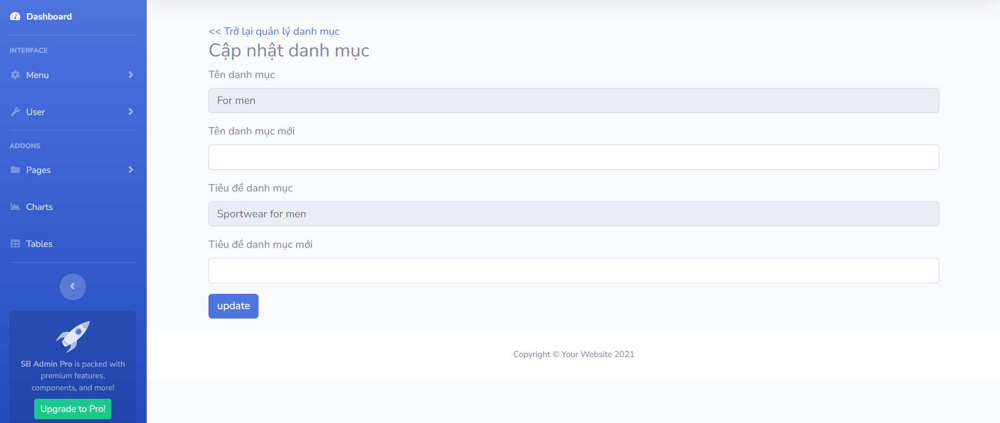 Dashboard
INTERFACE
Menu
User
ADDONS
Pages
Charts
Tables
SB Admin Pro is packed with
premium features,
components, and more!
Upgrade to Pro!
<< Trở lại quản lý danh mục
Cập nhật danh mục
Tên danh mục
For men
Tên danh mục mới
Tiêu đề danh mục
Sportwear for men
Tiêu đề danh mục mới
update
Copyright © Your Website 2021